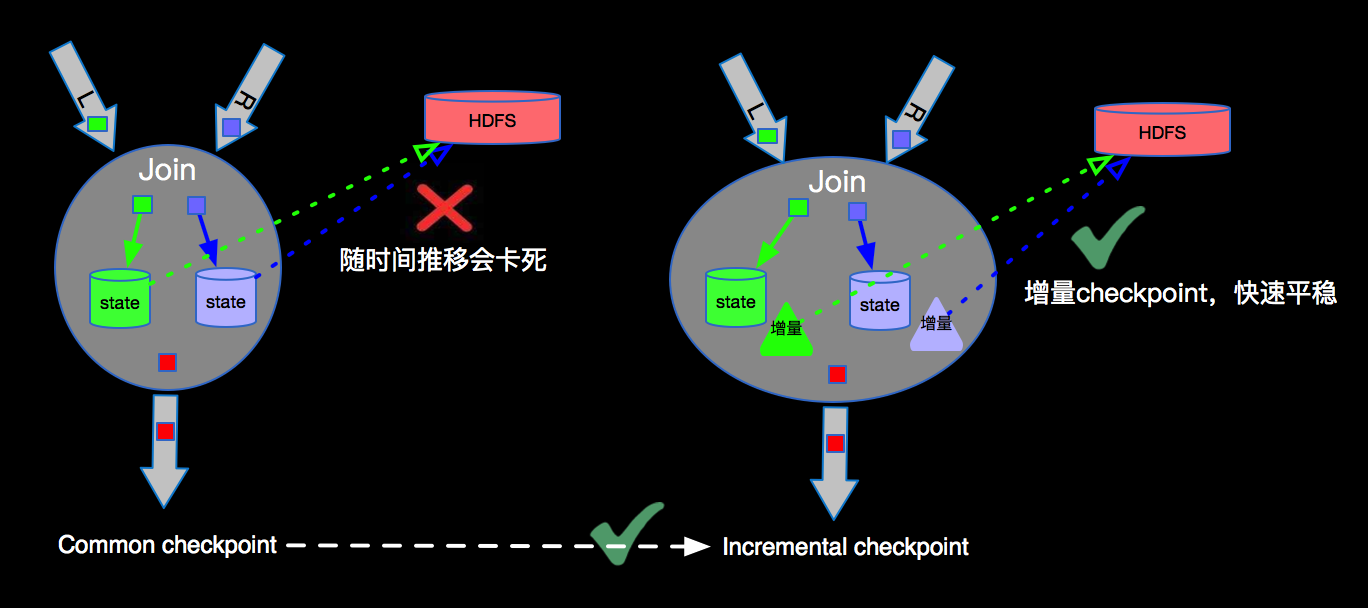 L
R
HDFS
Join
随时间推移会卡死
state
state
Common checkpoint
L
R
HDFS
Join
增量checkpoint，快速平稳
state
增量
state
增量
Incremental checkpoint